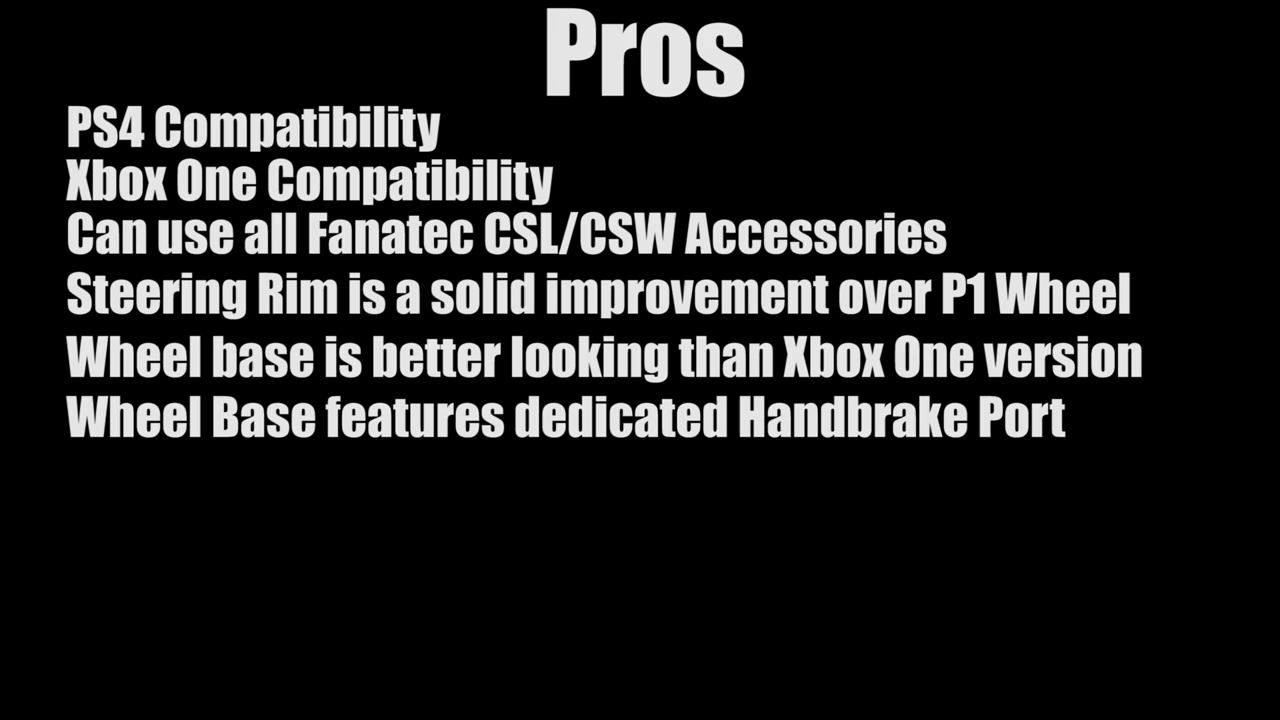 Pros
PS4 Compatibility
Xbox One Compatibility
Can use all Fanatec CSL/CSW Accessories
Steering Rim is a solid improvement over P1 Wheel
Wheel base is better looking than Xbox One version
Wheel Base features dedicated Handbrake Port